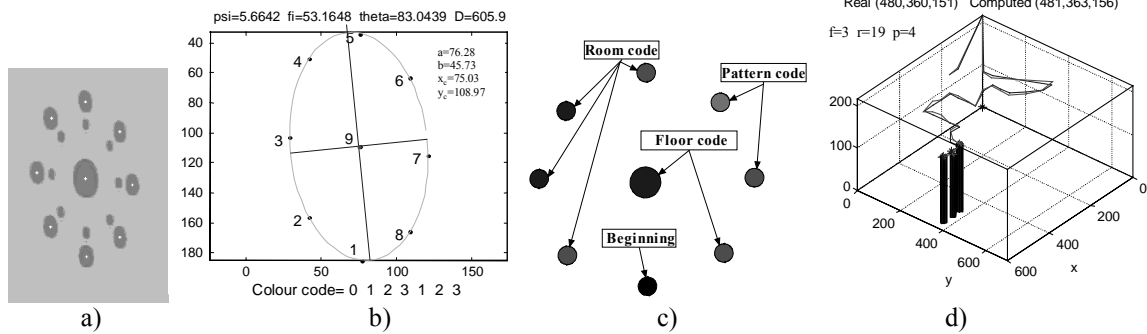 psi=5.6642 fi=53.1648 theta=83.0439 D=605.9
40
60
80
100
120
140
160
180
0
50
100
150
5
4
6
3
9
7
2
1
8
a=76.28
b=45.73
x_c=75.03
y_c=108.97
Colour code= 0 1 2 3 1 2 3
Room code
Pattern code
Floor code
Beginning
Real (480,360,151) Computed (481,363,156)
f=3 r=19 p=4
200
100
0
0
200
400
600
y
600
400
200
0
x
a)
b)
c)
d)